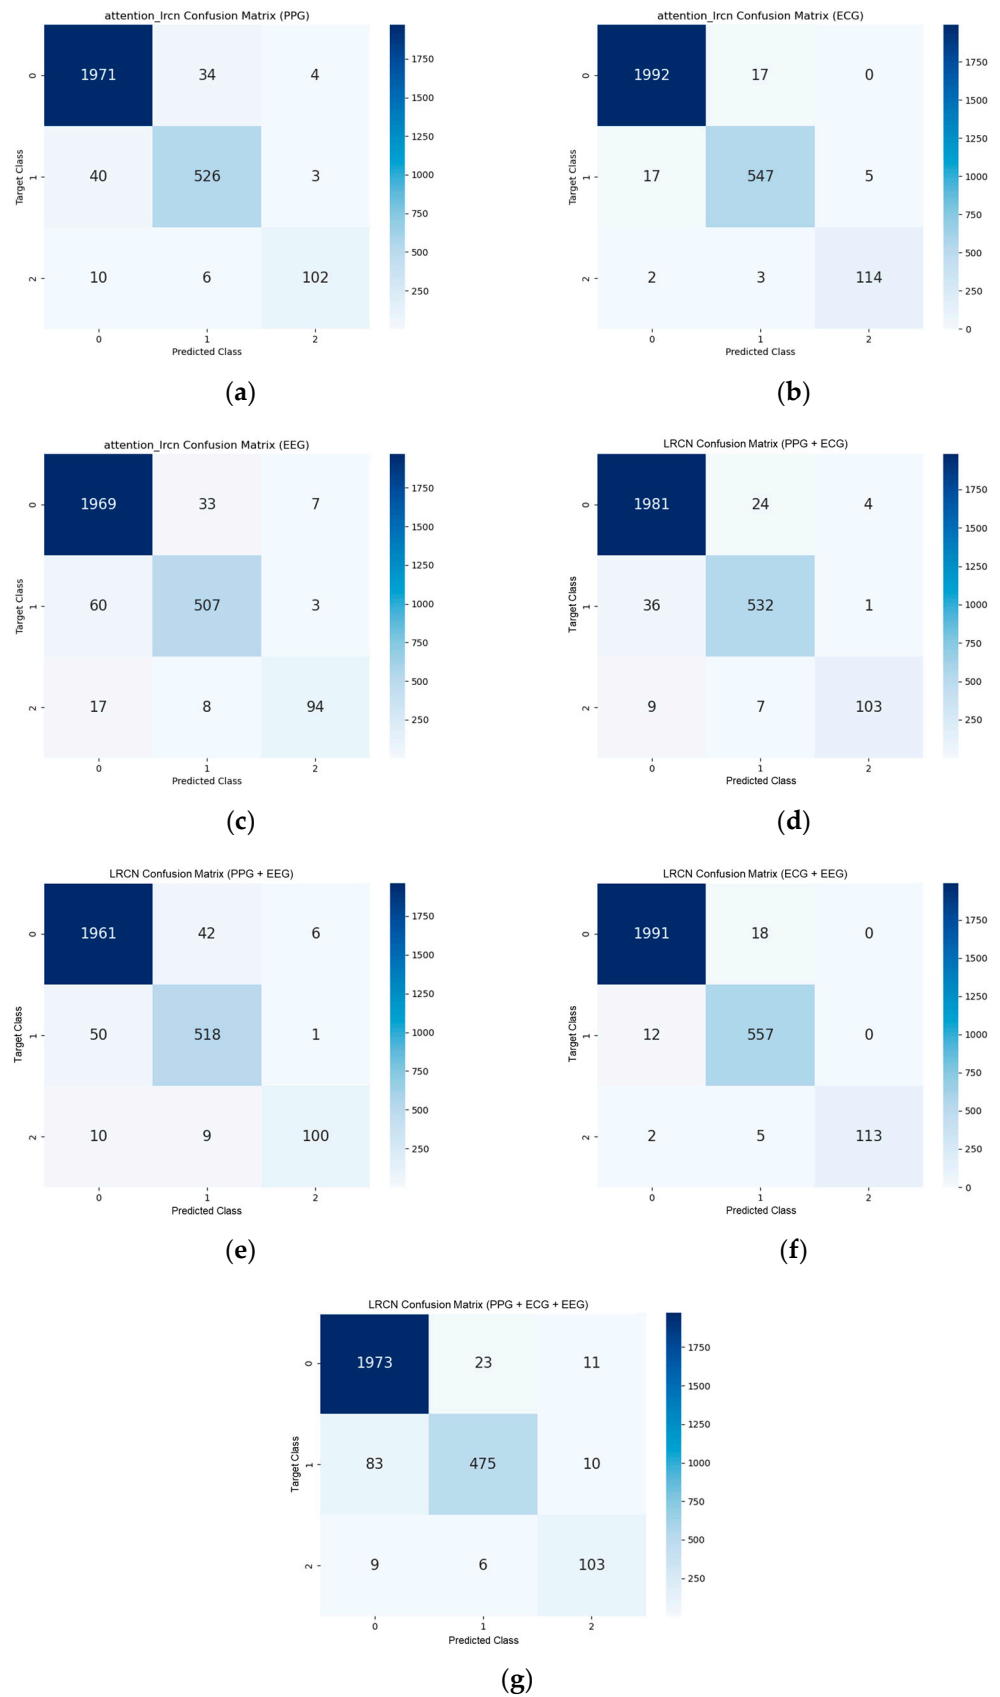 attention_lrcn Confusion Matrix (PPG)
0 1971 34 4
1 40 526 3
2 10 6 102
0 1 2
Target Class
Predicted Class
1750
1500
1250
1000
750
500
250
(a)
attention_lrcn Confusion Matrix (ECG)
0 1992 17 0
1 17 547 5
2 2 3 114
0 1 2
Target Class
Predicted Class
1750
1500
1250
1000
750
500
250
0
(b)
attention_lrcn Confusion Matrix (EEG)
0 1969 33 7
1 60 507 3
2 17 8 94
0 1 2
Target Class
Predicted Class
1750
1500
1250
1000
750
500
250
(c)
LRCN Confusion Matrix (PPG + ECG)
0 1981 24 4
1 36 532 1
2 9 7 103
0 1 2
Target Class
Predicted Class
1750
1500
1250
1000
750
500
250
(d)
LRCN Confusion Matrix (PPG + EEG)
0 1961 42 6
1 50 518 1
2 10 9 100
0 1 2
Target Class
Predicted Class
1750
1500
1250
1000
750
500
250
(e)
LRCN Confusion Matrix (ECG + EEG)
0 1991 18 0
1 12 557 0
2 2 5 113
0 1 2
Target Class
Predicted Class
1750
1500
1250
1000
750
500
250
0
(f)
LRCN Confusion Matrix (PPG + ECG + EEG)
0 1973 23 11
1 83 475 10
2 9 6 103
0 1 2
Target Class
Predicted Class
1750
1500
1250
1000
750
500
250
(g)